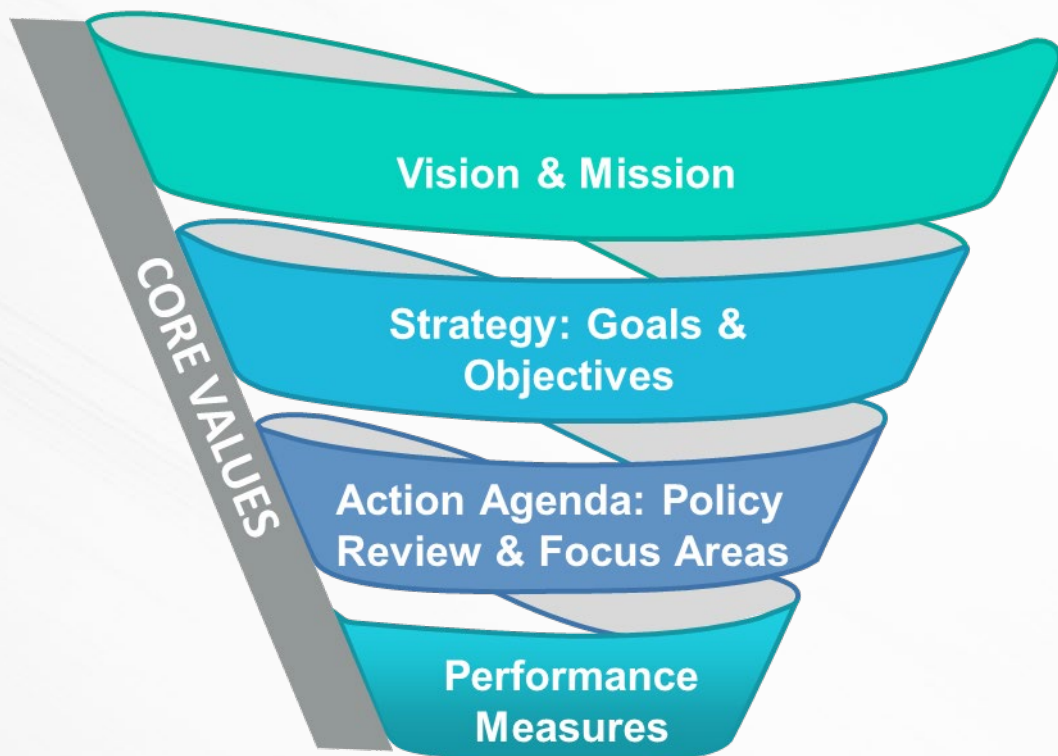 Vision & Mission
CORE VALUES
Strategy: Goals &
Objectives
Action Agenda: Policy
Review & Focus Areas
Performance
Measures